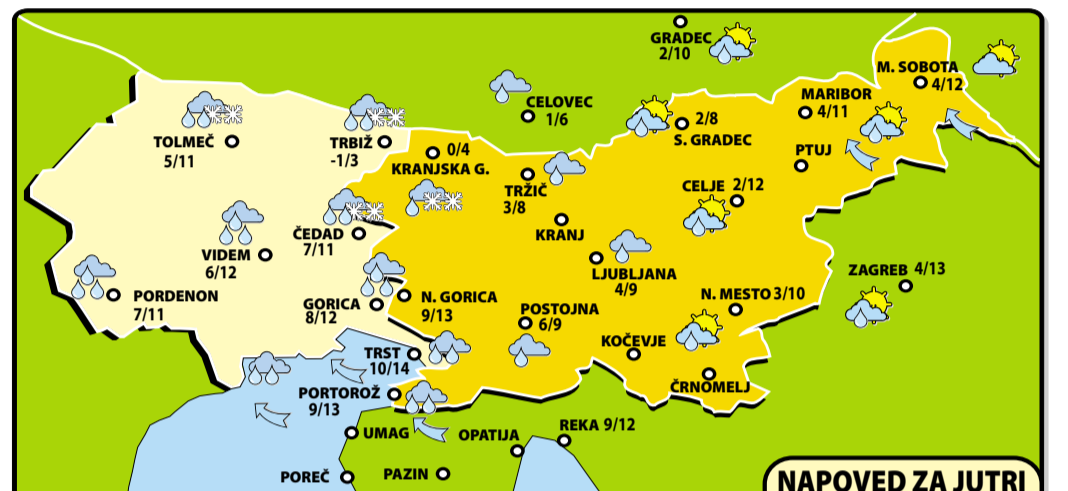 GRADEC
2/10
M. SOBOTA
4/12
MARIBOR
4/11
CELOVEC
1/6
2/8
S. GRADEC
TOLMEČ
5/11
TRBIŽ
-1/3
0/4
KRANJSKA G.
PTUJ
TRŽIČ
3/8
CELJE 2/12
KRANJ
ČEDAD
7/11
VIDEM
6/12
LJUBLJANA
4/9
ZAGREB 4/13
PORDENON
7/11
GORICA
8/12
N. GORICA
9/13
N. MESTO 3/10
POSTOJNA
6/9
KOČEVJE
TRST
10/14
ČRNOMELJ
PORTOROŽ
9/13
UMAG
OPATIJA
REKA 9/12
POREČ
PAZIN
NAPOVED ZA JUTRI